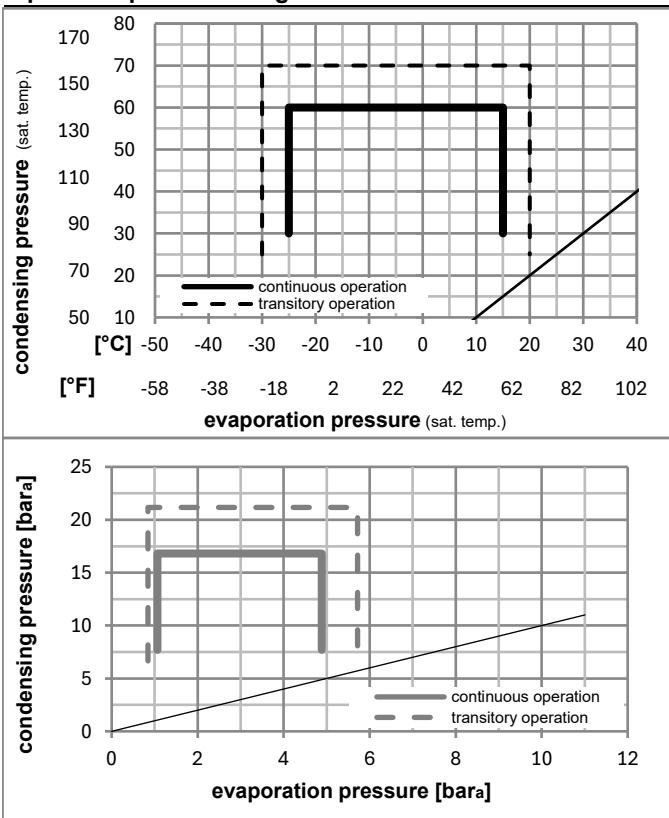 170 80
150 70
130 60
110 50
90 40
70 30
20
50 10
condensing pressure (sat. temp.)
continuous operation
transitory operation
[°C] -50 -40 -30 -20 -10 0 10 20 30 40
[°F] -58 -38 -18 2 22 42 62 82 102
evaporation pressure (sat. temp.)
25
20
15
10
5
0
condensing pressure [bara]
continuous operation
transitory operation
0 2 4 6 8 10 12
evaporation pressure [bara]